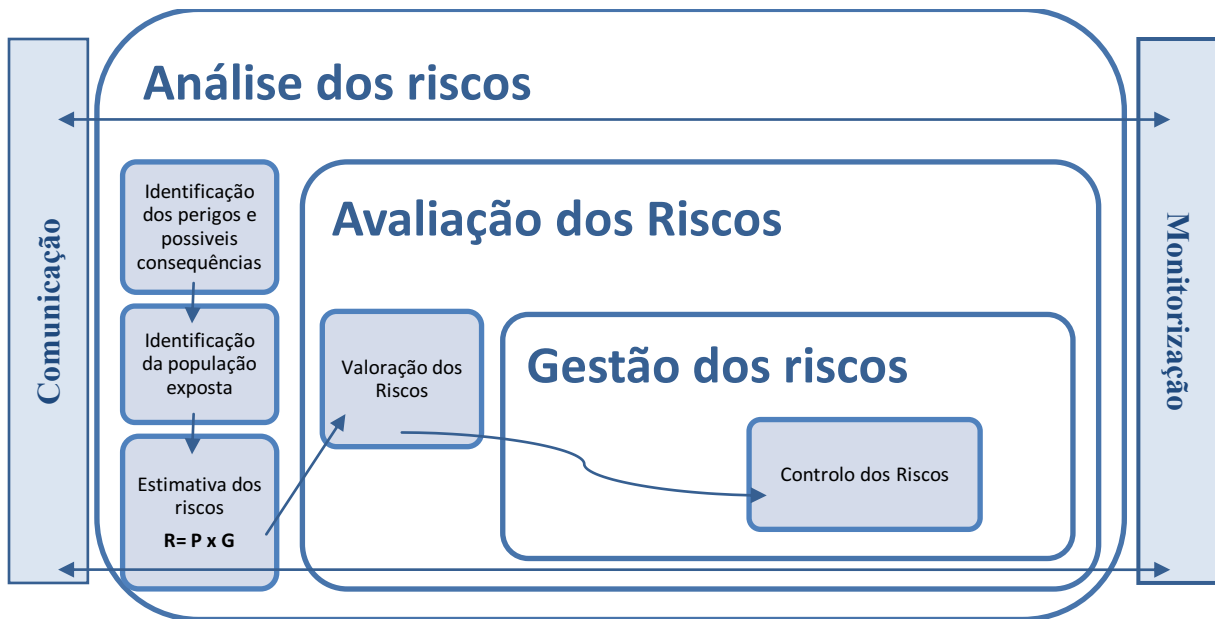 Análise dos riscos
Comunicação
Identificação
dos perigos e
possiveis
consequências
Identificação
da população
exposta
Estimativa dos
riscos
R= P x G
Avaliação dos Riscos
Valoração dos
Riscos
Gestão dos riscos
Controlo dos Riscos
Monitorização